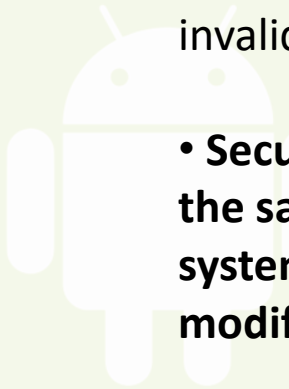 invalid
• Secu
the sa
system
modif